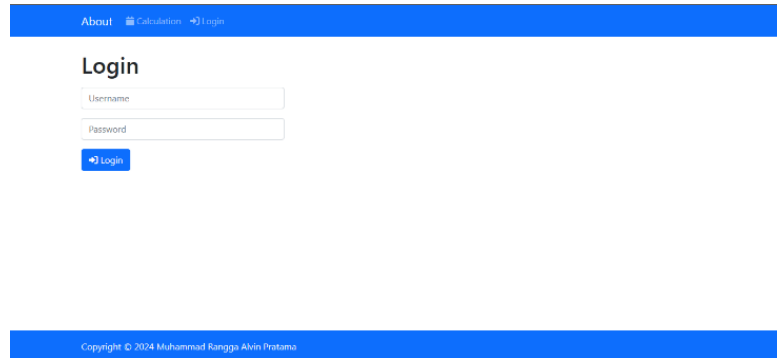 About Calculation Login
Login
Username
Password
Login
Copyright © 2024 Muhammad Rangga Alvin Pratama